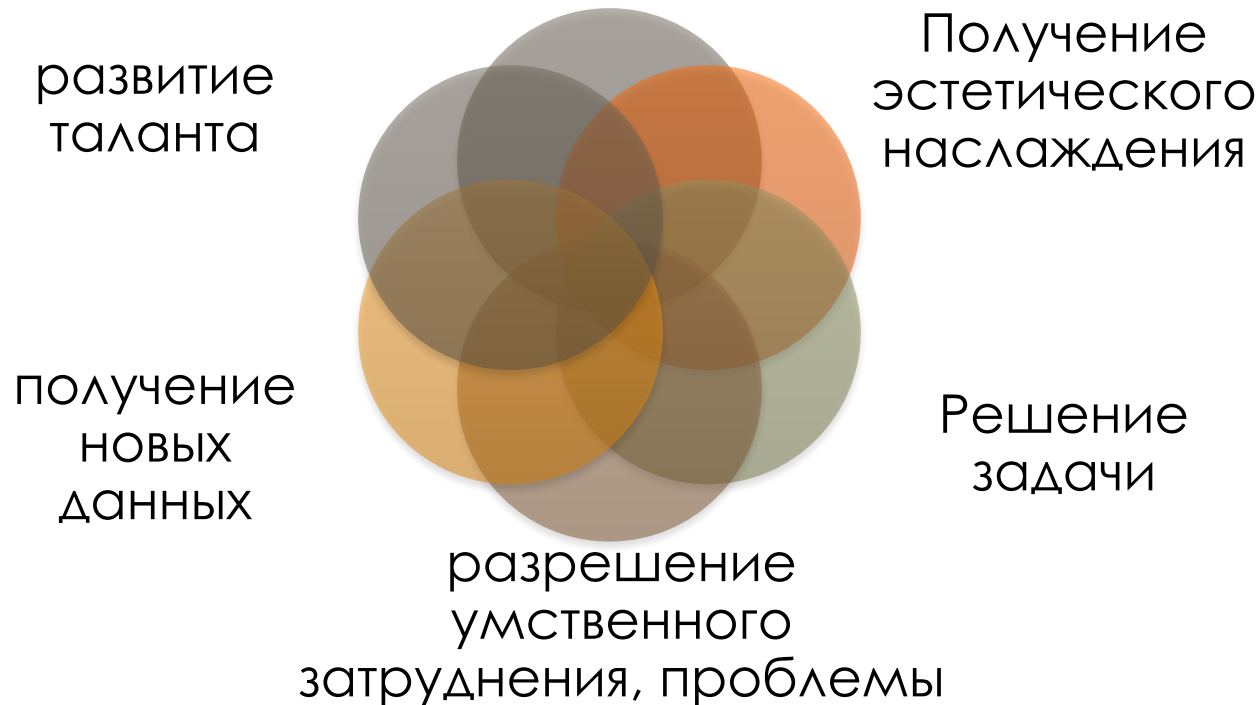 развитие
таланта
Получение
эстетического
наслаждения
получение
новых
данных
Решение
задачи
разрешение
умственного
затруднения, проблемы